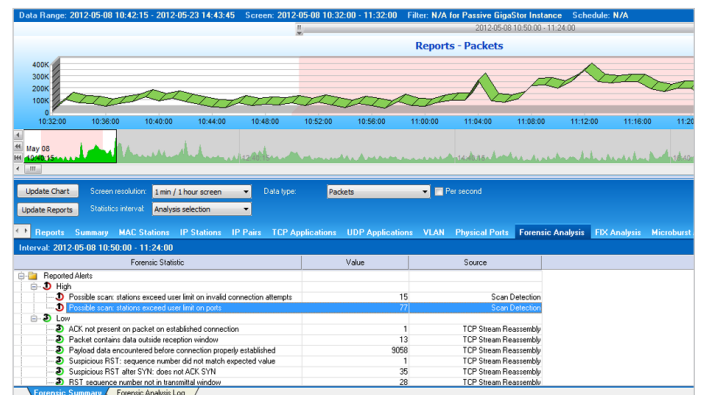 Data Range: 2012-05-08 10:42:15 - 2012-05-23 14:43:45 Screen: 2012-05-08 10:32:00 - 11:32:00 Filter: N/A for Passive GigaStor Instance Schedule: N/A
2012-05-08 10:50:00 - 11:24:00
Reports - Packets
400K
300K
200K
100K
0
10:32:00 10:36:00 10:40:00 10:44:00 10:48:00 10:52:00 10:56:00 11:00:00 11:04:00 11:08:00 11:12:00 11:16:00 11:20
May 08
Update Chart Screen resolution: 1 min / 1 hour screen Data type: Packets Per second
Update Reports Statistics interval: Analysis selection
Reports Summary MAC Stations IP Stations IP Pairs TCP Applications UDP Applications VLAN Physical Ports Forensic Analysis FIX Analysis Microburst
Interval: 2012-05-08 10:50:00 - 11:24:00
Forensic Statistic Value Source
Reported Alerts
High
Possible scan: stations exceed user limit on invalid connection attempts 15 Scan Detection
Possible scan: stations exceed user limit on ports 77 Scan Detection
Low
ACK not present on packet on established connection 1 TCP Stream Reassembly
Packet contains data outside reception window 13 TCP Stream Reassembly
Payload data encountered before connection properly established 9058 TCP Stream Reassembly
Suspicious RST: sequence number did not match expected value 1 TCP Stream Reassembly
Suspicious RST after SYN: does not ACK SYN 35 TCP Stream Reassembly
RST sequence number not in transmittal window 28 TCP Stream Reassembly
Forensic Summary Forensic Analysis Log